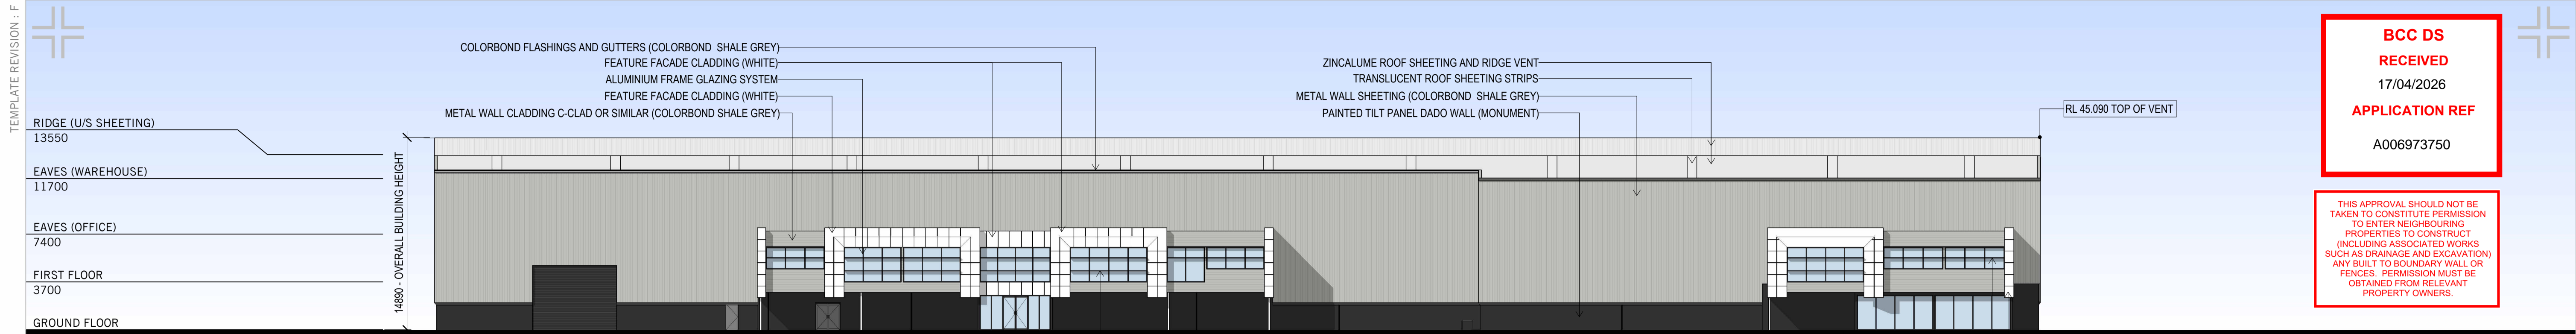 TEMPLATE REVISION : F
RIDGE (U/S SHEETING)
13550
EAVES (WAREHOUSE)
11700
EAVES (OFFICE)
7400
FIRST FLOOR
3700
GROUND FLOOR
14890 - OVERALL BUILDING HEIGHT
COLORBOND FLASHINGS AND GUTTERS (COLORBOND  SHALE GREY)
FEATURE FACADE CLADDING (WHITE)
ALUMINIUM FRAME GLAZING SYSTEM
FEATURE FACADE CLADDING (WHITE)
METAL WALL CLADDING C-CLAD OR SIMILAR (COLORBOND SHALE GREY)
ZINCALUME ROOF SHEETING AND RIDGE VENT
TRANSLUCENT ROOF SHEETING STRIPS
METAL WALL SHEETING (COLORBOND  SHALE GREY)
PAINTED TILT PANEL DADO WALL (MONUMENT)
RL 45.090 TOP OF VENT
BCC DS
RECEIVED
17/04/2026
APPLICATION REF
A006973750
THIS APPROVAL SHOULD NOT BE
TAKEN TO CONSTITUTE PERMISSION
TO ENTER NEIGHBOURING
PROPERTIES TO CONSTRUCT
(INCLUDING ASSOCIATED WORKS
SUCH AS DRAINAGE AND EXCAVATION)
ANY BUILT TO BOUNDARY WALL OR
FENCES.  PERMISSION MUST BE
OBTAINED FROM RELEVANT
PROPERTY OWNERS.